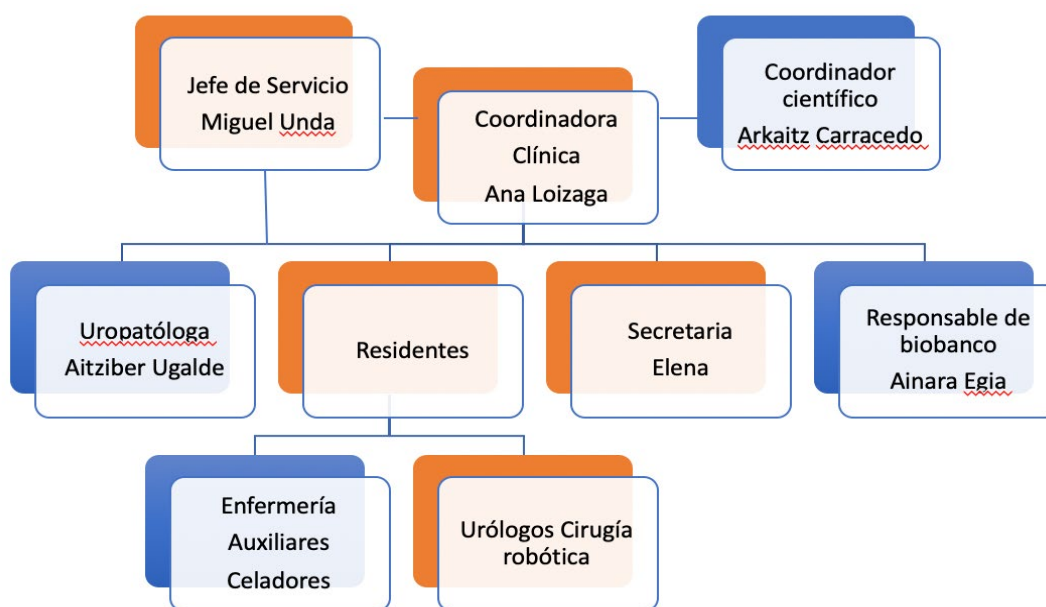 Jefe de Servicio
Miguel Unda
Coordinadora
Clínica
Ana Loizaga
Coordinador
científico
Arkaitz Carracedo
Uropatóloga
Aitziber Ugalde
Residentes
Secretaria
Elena
Responsable de
biobanco
Ainara Egia
Enfermería
Auxiliares
Celadores
Urólogos Cirugía
robótica